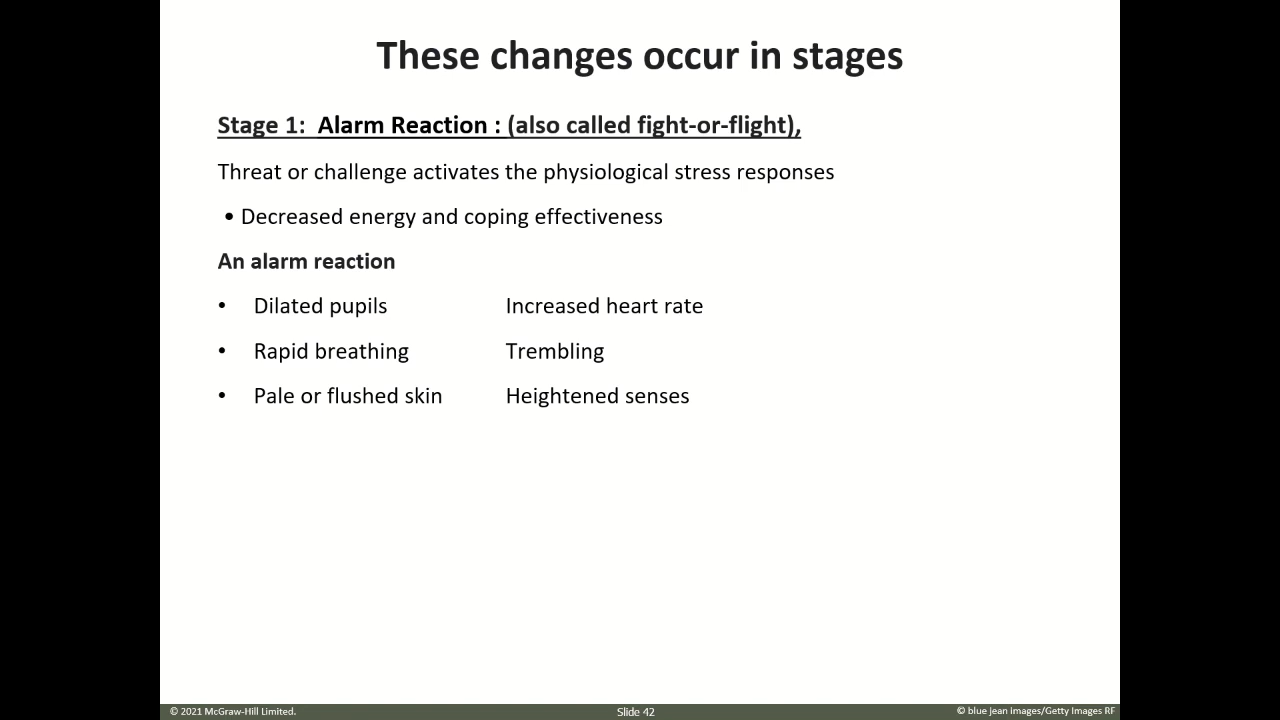 These changes occur in stages
Stage 1: Alarm Reaction : (also called fight-or-flight),
Threat or challenge activates the physiological stress responses
• Decreased energy and coping effectiveness
An alarm reaction
• Dilated pupils Increased heart rate
• Rapid breathing Trembling
• Pale or flushed skin Heightened senses
© 2021 McGraw-Hill Limited. Slide 42 © blue jean images/Getty Images RF